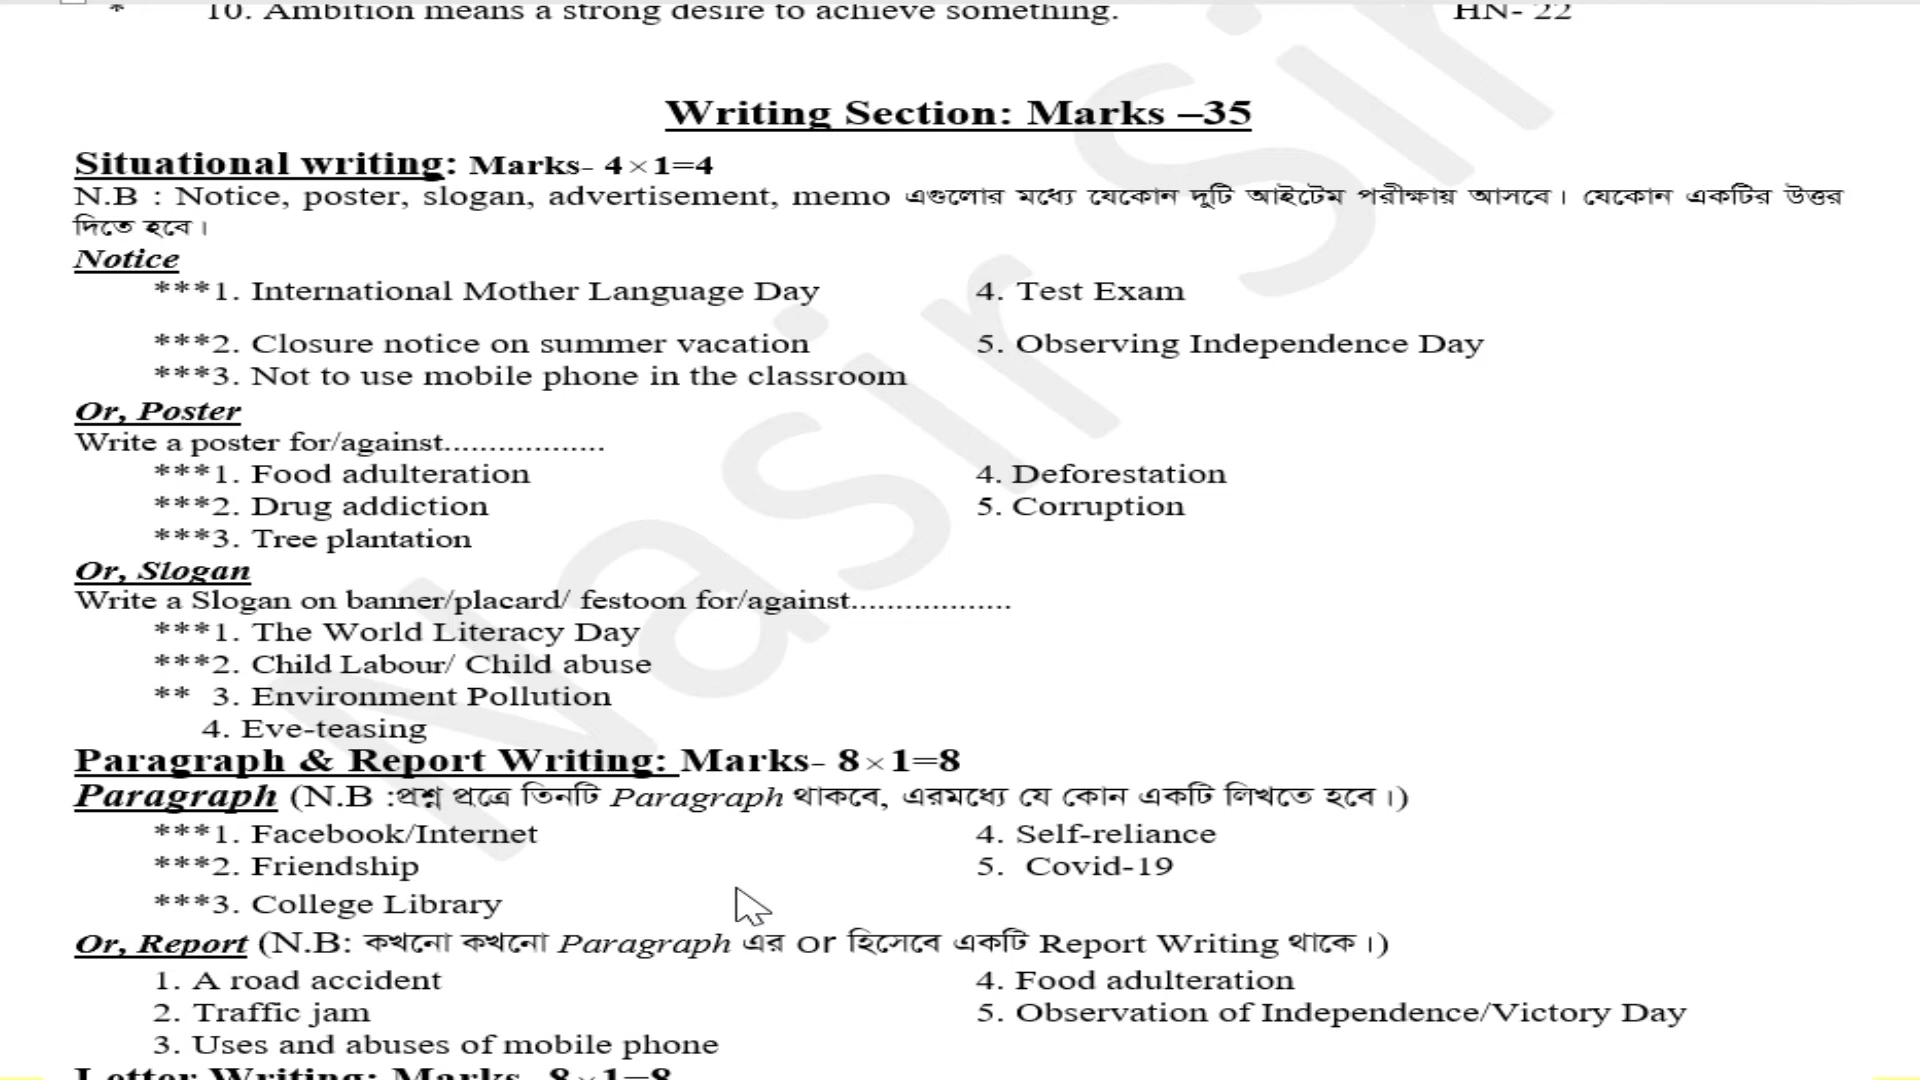 * 10. Ambition means a strong desire to achieve something. HN- 22
Writing Section: Marks –35
Situational writing: Marks- 4×1=4
N.B : Notice, poster, slogan, advertisement, memo এগুলোর মধ্যে যেকোন দুটি আইটেম পরীক্ষায় আসবে। যেকোন একটির উত্তর
দিতে হবে।
Notice
***1. International Mother Language Day 4. Test Exam
***2. Closure notice on summer vacation 5. Observing Independence Day
***3. Not to use mobile phone in the classroom
Or, Poster
Write a poster for/against..................
***1. Food adulteration 4. Deforestation
***2. Drug addiction 5. Corruption
***3. Tree plantation
Or, Slogan
Write a Slogan on banner/placard/ festoon for/against..................
***1. The World Literacy Day
***2. Child Labour/ Child abuse
** 3. Environment Pollution
4. Eve-teasing
Paragraph & Report Writing: Marks- 8×1=8
Paragraph (N.B :প্রশ্ন পত্রে তিনটি Paragraph থাকবে, এরমধ্যে যে কোন একটি লিখতে হবে।)
***1. Facebook/Internet 4. Self-reliance
***2. Friendship 5. Covid-19
***3. College Library
Or, Report (N.B: কখনো কখনো Paragraph এর or হিসেবে একটি Report Writing থাকে।)
1. A road accident 4. Food adulteration
2. Traffic jam 5. Observation of Independence/Victory Day
3. Uses and abuses of mobile phone
Letter Writing: Marks- 8×1=8
Nasir Sir